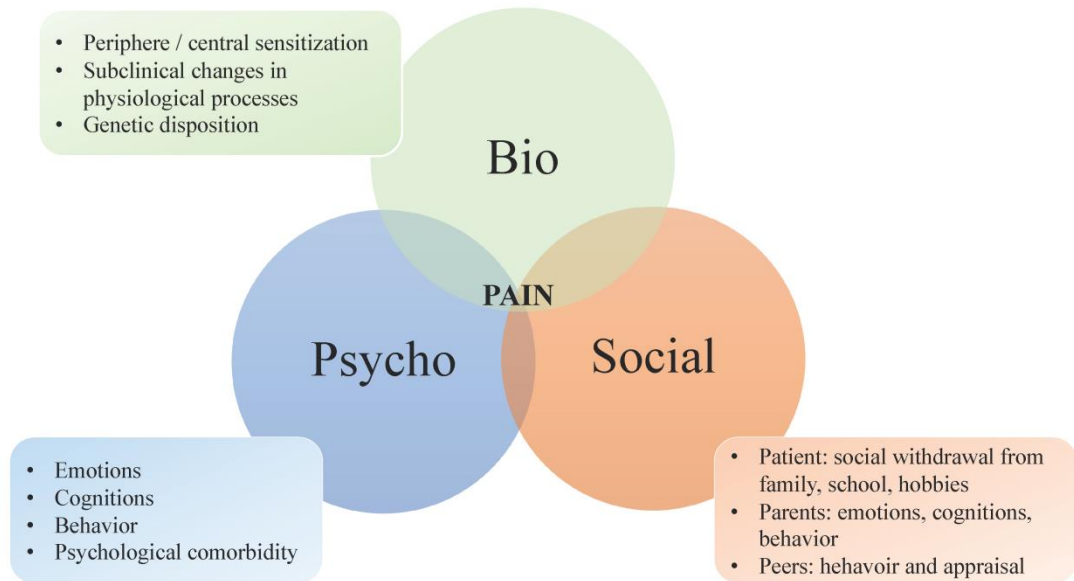 • Periphere / central sensitization
• Subclinical changes in
physiological processes
• Genetic disposition
Bio
PAIN
Psycho
Social
• Emotions
• Cognitions
• Behavior
• Psychological comorbidity
• Patient: social withdrawal from
family, school, hobbies
• Parents: emotions, cognitions,
behavior
• Peers: hehavoir and appraisal